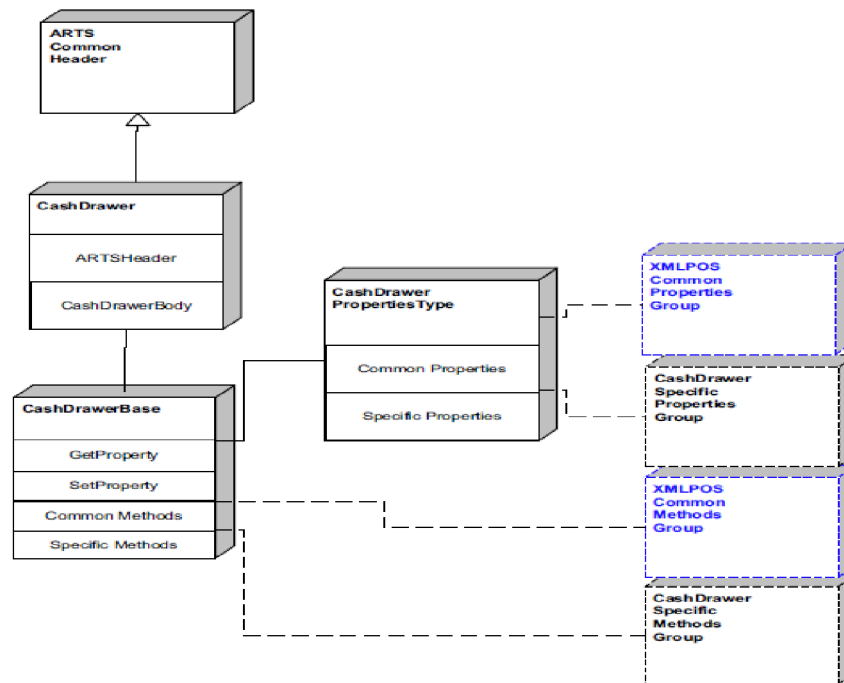 ARTS
Common
Header
CashDrawer
ARTSHeader
CashDrawerBody
CashDrawerBase
GetProperty
SetProperty
Common Methods
Specific Methods
CashDrawer
PropertiesType
Common Properties
Specific Properties
XMLPOS
Common
Properties
Group
CashDrawer
Specific
Properties
Group
XMLPOS
Common
Methods
Group
CashDrawer
Specific
Methods
Group